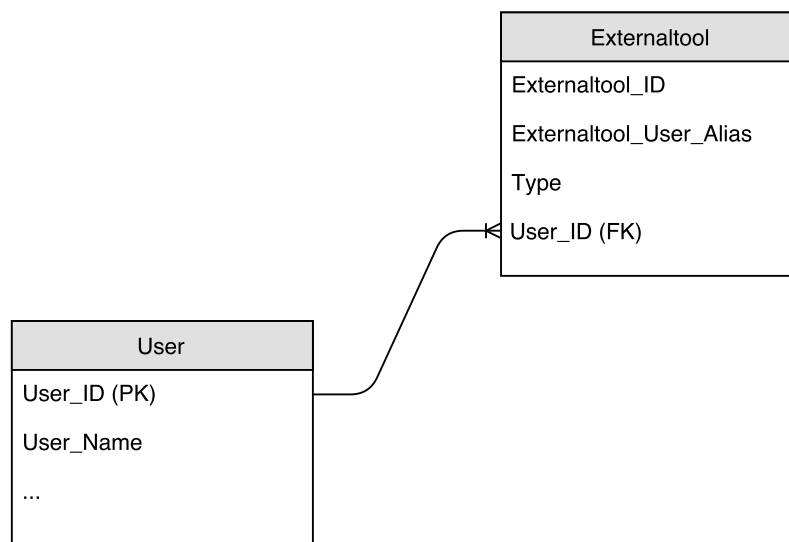 Externaltool
Externaltool_ID
Externaltool_User_Alias
Type
User_ID (FK)
User
User_ID (PK)
User_Name
...